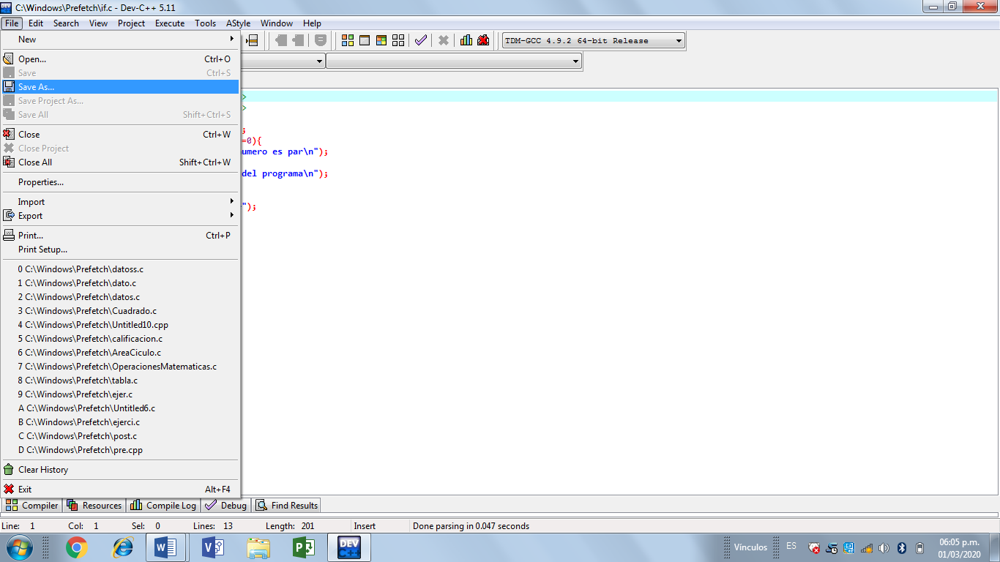 C:\Windows\Prefetch\if.c - Dev-C++ 5.11
File Edit Search View Project Execute Tools AStyle Window Help
New
TDM-GCC 4.9.2 64-bit Release
Open... Ctrl+O
Save Ctrl+S
Save As...
>
Save Project As...
>
Save All Shift+Ctrl+S
;
Close Ctrl+W
=0){
Close Project
umero es par\n");
Close All Shift+Ctrl+W
del programa\n");
Properties...
Import
");
Export
Print... Ctrl+P
Print Setup...
0 C:\Windows\Prefetch\datoss.c
1 C:\Windows\Prefetch\dato.c
2 C:\Windows\Prefetch\datos.c
3 C:\Windows\Prefetch\Cuadrado.c
4 C:\Windows\Prefetch\Untitled10.cpp
5 C:\Windows\Prefetch\calificacion.c
6 C:\Windows\Prefetch\AreaCiculo.c
7 C:\Windows\Prefetch\OperacionesMatematicas.c
8 C:\Windows\Prefetch\tabla.c
9 C:\Windows\Prefetch\ejer.c
A C:\Windows\Prefetch\Untitled6.c
B C:\Windows\Prefetch\ejerci.c
C C:\Windows\Prefetch\post.c
D C:\Windows\Prefetch\pre.cpp
Clear History
Exit Alt+F4
Compiler Resources Compile Log Debug Find Results
Line: 1 Col: 1 Sel: 0 Lines: 13 Length: 201 Insert Done parsing in 0.047 seconds
DEV C++ Vínculos ES 06:05 p.m.
01/03/2020